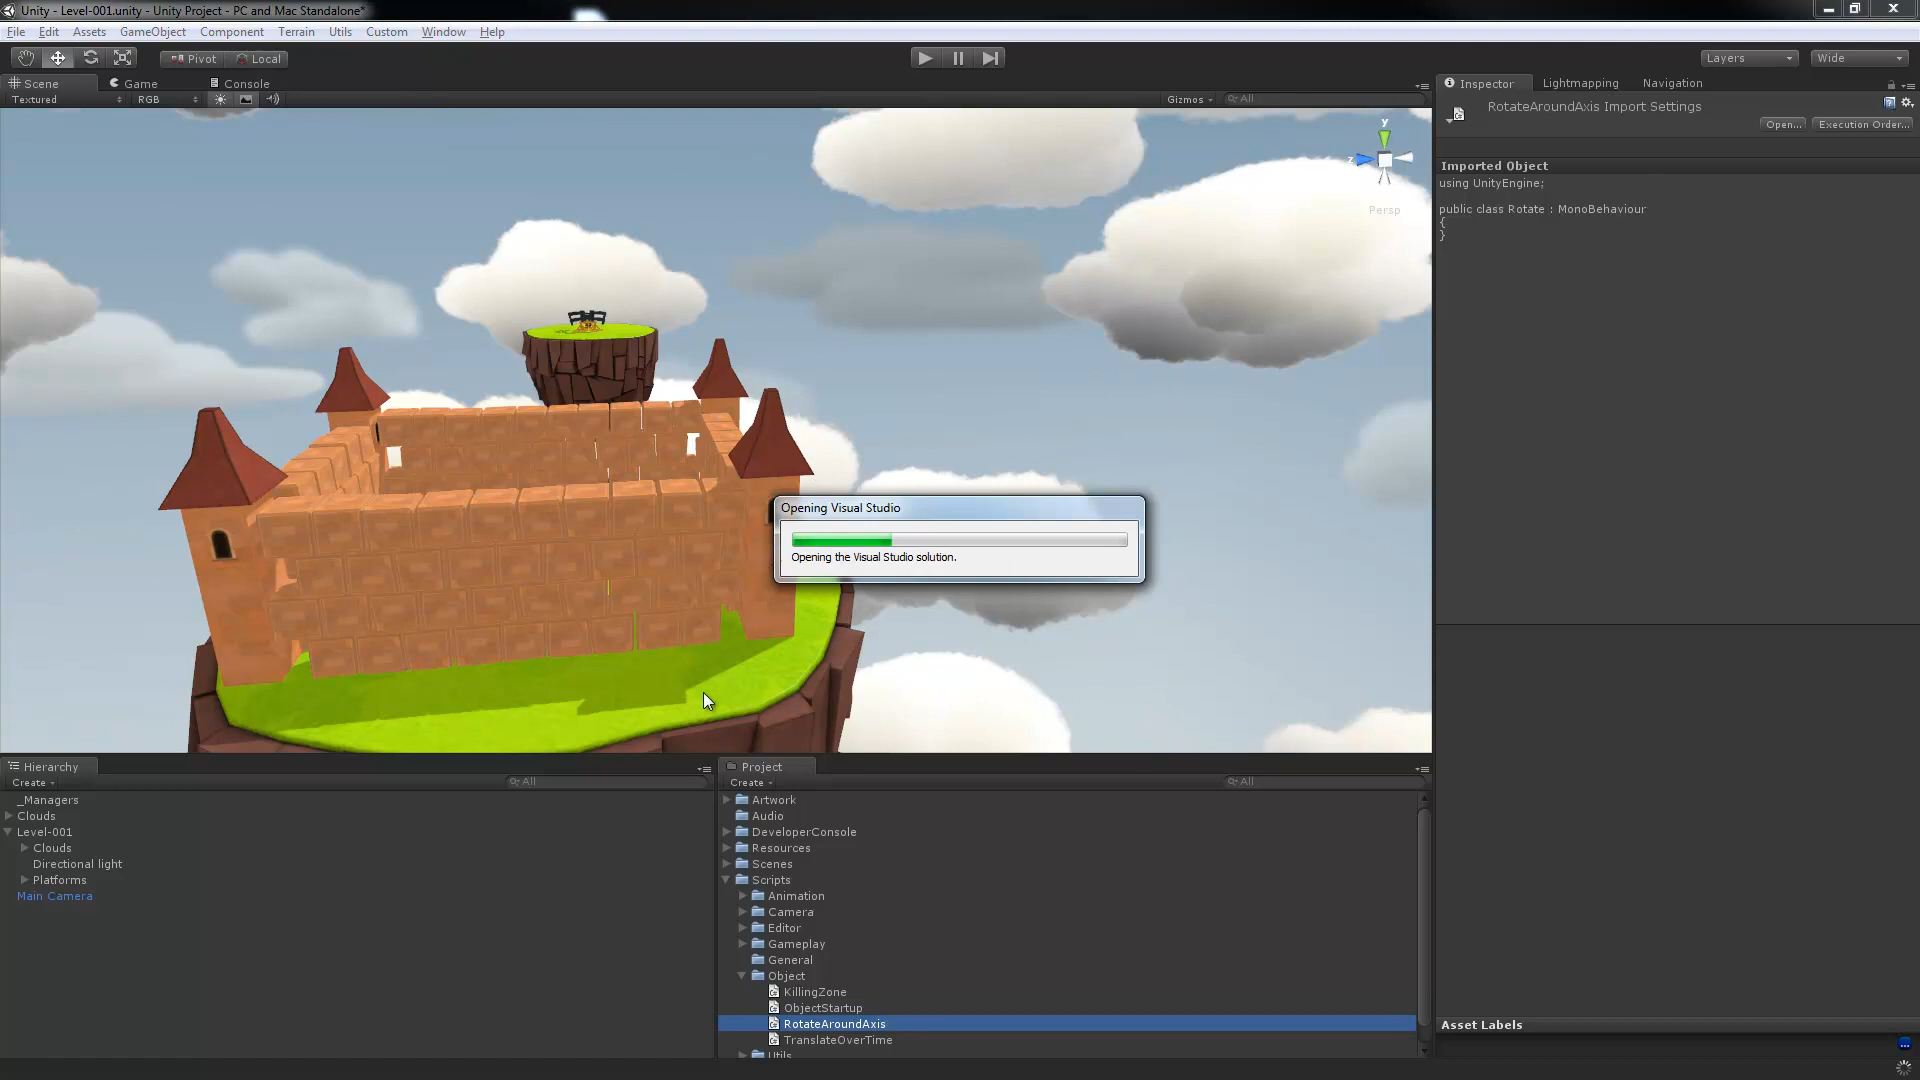 Unity - Level-001.unity - Unity Project - PC and Mac Standalone*
File Edit Assets GameObject Component Terrain Utils Custom Window Help
Pivot Local Layers Wide
Scene Game Console Inspector Lightmapping Navigation
Textured RGB Gizmos All
RotateAroundAxis Import Settings
Open... Execution Order...
Imported Object
using UnityEngine;
public class Rotate : MonoBehaviour
{
}
y
z
Persp
Opening Visual Studio
Opening the Visual Studio solution.
Hierarchy
Create All
_Managers
Clouds
Level-001
Clouds
Directional light
Platforms
Main Camera
Project
Create All
Artwork
Audio
DeveloperConsole
Resources
Scenes
Scripts
Animation
Camera
Editor
Gameplay
General
Object
KillingZone
ObjectStartup
RotateAroundAxis
TranslateOverTime
Utils
Asset Labels